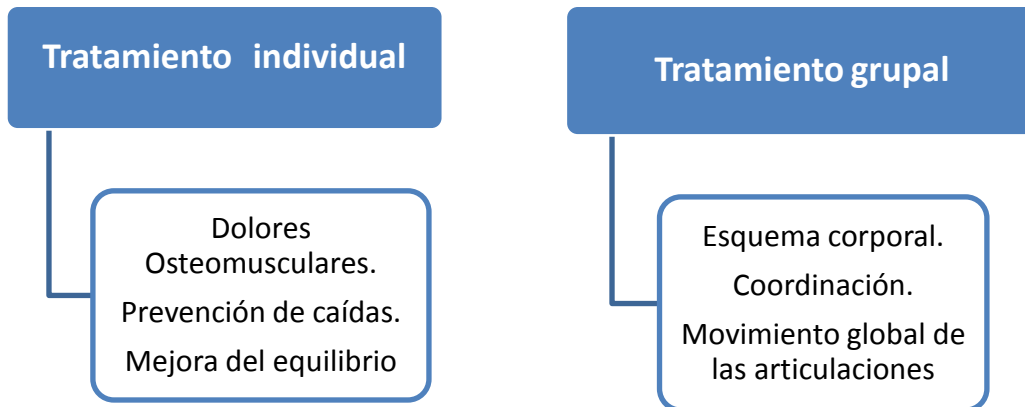 Tratamiento individual
Dolores
Osteomusculares.
Prevención de caídas.
Mejora del equilibrio
Tratamiento grupal
Esquema corporal.
Coordinación.
Movimiento global de
las articulaciones